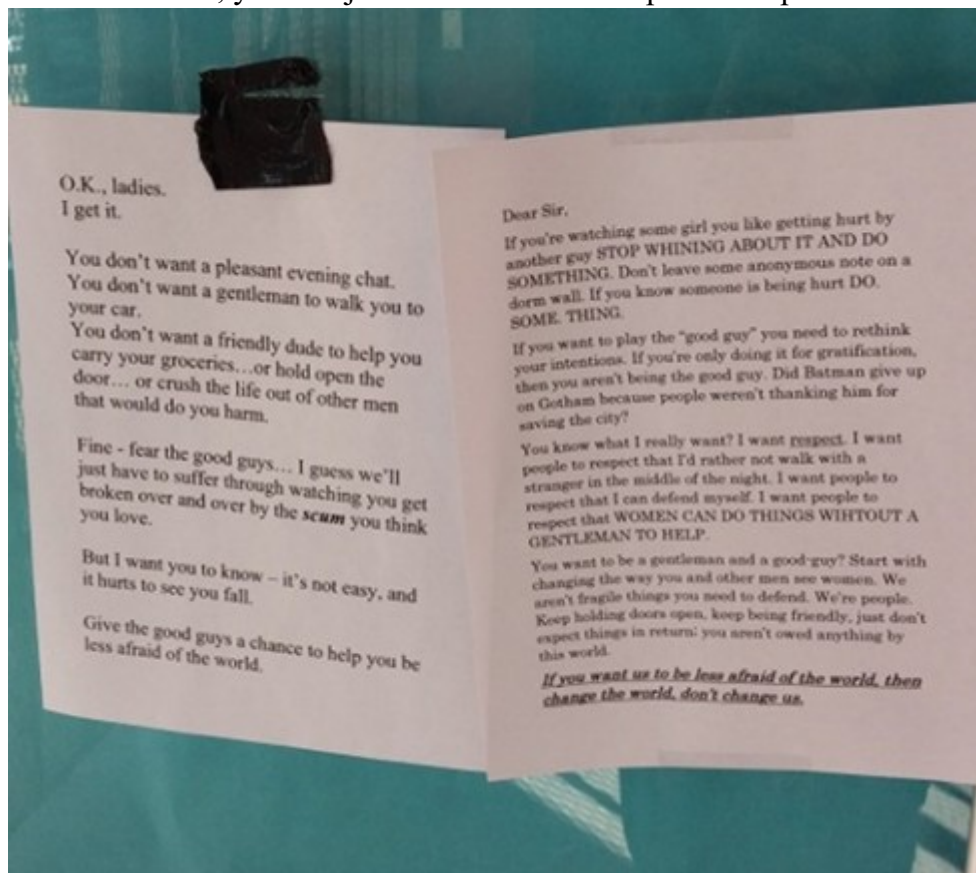 O.K., ladies.
I get it.
You don't want a pleasant evening chat.
You don't want a gentleman to walk you to
your car.
You don't want a friendly dude to help you
carry your groceries…or hold open the
door… or crush the life out of other men
that would do you harm.
Fine - fear the good guys… I guess we'll
just have to suffer through watching you get
broken over and over by the scum you think
you love.
But I want you to know – it's not easy, and
it hurts to see you fall.
Give the good guys a chance to help you be
less afraid of the world.
Dear Sir,
If you're watching some girl you like getting hurt by
another guy STOP WHINING ABOUT IT AND DO
SOMETHING. Don't leave some anonymous note on a
dorm wall. If you know someone is being hurt DO.
SOME. THING.
If you want to play the "good guy" you need to rethink
your intentions. If you're only doing it for gratification,
then you aren't being the good guy. Did Batman give up
on Gotham because people weren't thanking him for
saving the city?
You know what I really want? I want respect. I want
people to respect that I'd rather not walk with a
stranger in the middle of the night. I want people to
respect that I can defend myself. I want people to
respect that WOMEN CAN DO THINGS WIHTOUT A
GENTLEMAN TO HELP.
You want to be a gentleman and a good-guy? Start with
changing the way you and other men see women. We
aren't fragile things you need to defend. We're people.
Keep holding doors open, keep being friendly, just don't
expect things in return; you aren't owed anything by
this world.
If you want us to be less afraid of the world, then
change the world, don't change us.